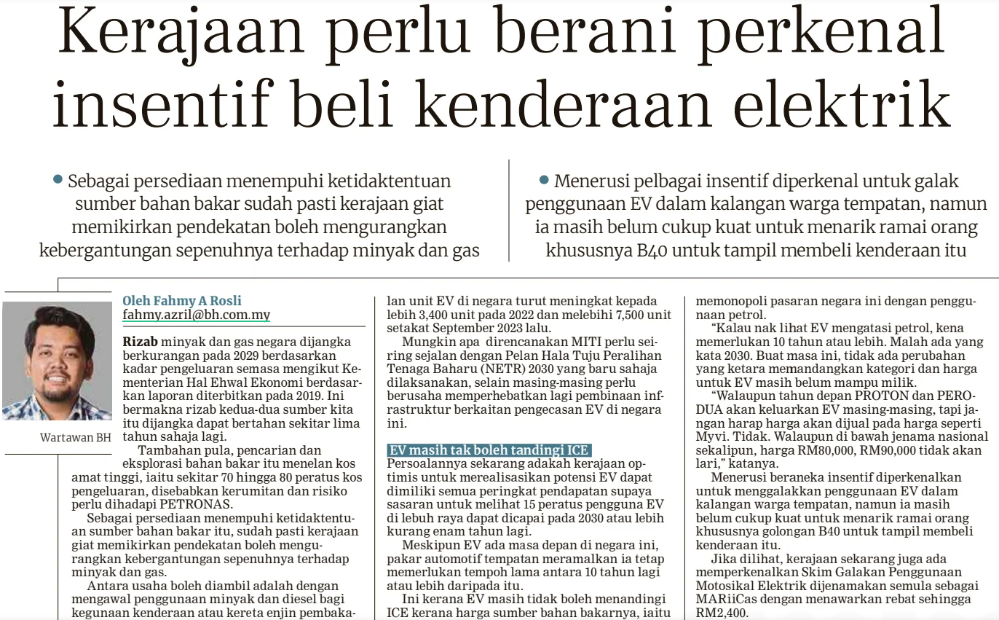 Kerajaan perlu berani perkenal
insentif beli kenderaan elektrik
• Sebagai persediaan menempuhi ketidaktentuan
sumber bahan bakar sudah pasti kerajaan giat
memikirkan pendekatan boleh mengurangkan
kebergantungan sepenuhnya terhadap minyak dan gas
• Menerusi pelbagai insentif diperkenal untuk galak
penggunaan EV dalam kalangan warga tempatan, namun
ia masih belum cukup kuat untuk menarik ramai orang
khususnya B40 untuk tampil membeli kenderaan itu
Wartawan BH
Oleh Fahmy A Rosli
fahmy.azril@bh.com.my
Rizab minyak dan gas negara dijangka
berkurangan pada 2029 berdasarkan
kadar pengeluaran semasa mengikut Ke-
menterian Hal Ehwal Ekonomi berdasar-
kan laporan diterbitkan pada 2019. Ini
bermakna rizab kedua-dua sumber kita
itu dijangka dapat bertahan sekitar lima
tahun sahaja lagi.
Tambahan pula, pencarian dan
eksplorasi bahan bakar itu menelan kos
amat tinggi, iaitu sekitar 70 hingga 80 peratus kos
pengeluaran, disebabkan kerumitan dan risiko
perlu dihadapi PETRONAS.
Sebagai persediaan menempuhi ketidaktentu-
an sumber bahan bakar itu, sudah pasti kerajaan
giat memikirkan pendekatan boleh mengu-
rangkan kebergantungan sepenuhnya terhadap
minyak dan gas.
Antara usaha boleh diambil adalah dengan
mengawal penggunaan minyak dan diesel bagi
kegunaan kenderaan atau kereta enjin pembaka-
lan unit EV di negara turut meningkat kepada
lebih 3,400 unit pada 2022 dan melebihi 7,500 unit
setakat September 2023 lalu.
Mungkin apa direncanakan MITI perlu sei-
ring sejalan dengan Pelan Hala Tuju Peralihan
Tenaga Baharu (NETR) 2030 yang baru sahaja
dilaksanakan, selain masing-masing perlu
berusaha memperhebatkan lagi pembinaan inf-
rastruktur berkaitan pengecasan EV di negara
ini.
EV masih tak boleh tandingi ICE
Persoalannya sekarang adakah kerajaan op-
timis untuk merealisasikan potensi EV dapat
dimiliki semua peringkat pendapatan supaya
sasaran untuk melihat 15 peratus pengguna EV
di lebuh raya dapat dicapai pada 2030 atau lebih
kurang enam tahun lagi.
Meskipun EV ada masa depan di negara ini,
pakar automotif tempatan meramalkan ia tetap
memerlukan tempoh lama antara 10 tahun lagi
atau lebih daripada itu.
Ini kerana EV masih tidak boleh menandingi
ICE kerana harga sumber bahan bakarnya, iaitu
memonopoli pasaran negara ini dengan penggu-
naan petrol.
“Kalau nak lihat EV mengatasi petrol, kena
memerlukan 10 tahun atau lebih. Malah ada yang
kata 2030. Buat masa ini, tidak ada perubahan
yang ketara memandangkan kategori dan harga
untuk EV masih belum mampu milik.
“Walaupun tahun depan PROTON dan PERO-
DUA akan keluarkan EV masing-masing, tapi ja-
ngan harap harga akan dijual pada harga seperti
Myvi. Tidak. Walaupun di bawah jenama nasional
sekalipun, harga RM80,000, RM90,000 tidak akan
lari,” katanya.
Menerusi beraneka insentif diperkenalkan
untuk menggalakkan penggunaan EV dalam
kalangan warga tempatan, namun ia masih
belum cukup kuat untuk menarik ramai orang
khususnya golongan B40 untuk tampil membeli
kenderaan itu.
Jika dilihat, kerajaan sekarang juga ada
memperkenalkan Skim Galakan Penggunaan
Motosikal Elektrik dijenamakan semula sebagai
MARiiCas dengan menawarkan rebat sehingga
RM2,400.